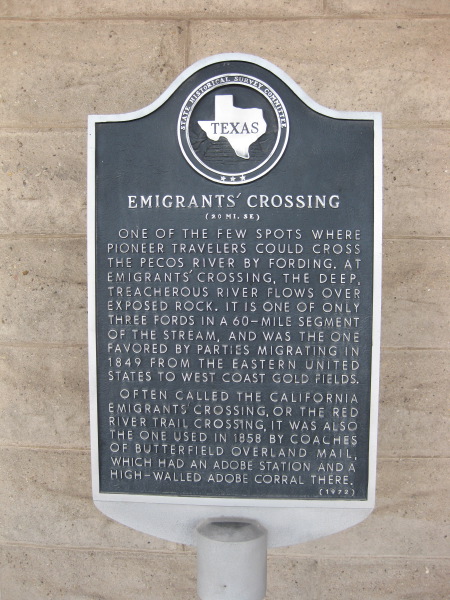 STATE HISTORICAL SURVEY COMMITTEE
TEXAS
EMIGRANTS' CROSSING
(20 MI. SE)
ONE OF THE FEW SPOTS WHERE
PIONEER TRAVELERS COULD CROSS
THE PECOS RIVER BY FORDING. AT
EMIGRANTS' CROSSING, THE DEEP,
TREACHEROUS RIVER FLOWS OVER
EXPOSED ROCK. IT IS ONE OF ONLY
THREE FORDS IN A 60-MILE SEGMENT
OF THE STREAM, AND WAS THE ONE
FAVORED BY PARTIES MIGRATING IN
1849 FROM THE EASTERN UNITED
STATES TO WEST COAST GOLD FIELDS.
OFTEN CALLED THE CALIFORNIA
EMIGRANTS CROSSING, OR THE RED
RIVER TRAIL CROSSING, IT WAS ALSO
THE ONE USED IN 1858 BY COACHES
OF BUTTERFIELD OVERLAND MAIL,
WHICH HAD AN ADOBE STATION AND A
HIGH-WALLED ADOBE CORRAL THERE.
(1972)